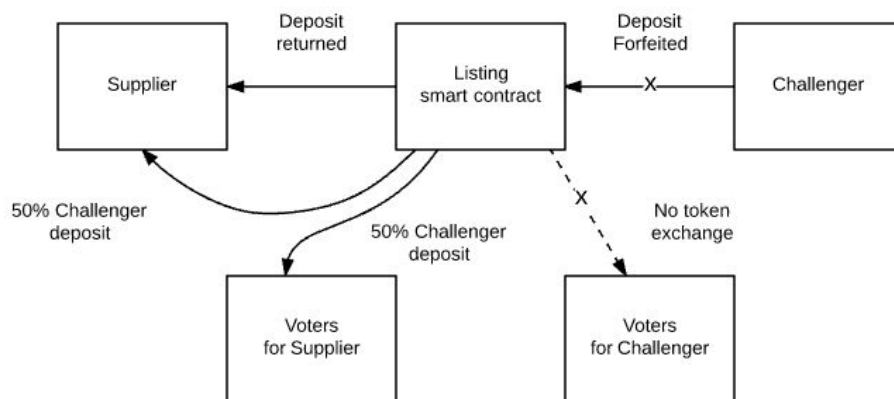 Deposit
returned
Deposit
Forfeited
Supplier
Listing
smart contract
X
Challenger
50% Challenger
deposit
50% Challenger
deposit
X
No token
exchange
Voters
for Supplier
Voters
for Challenger